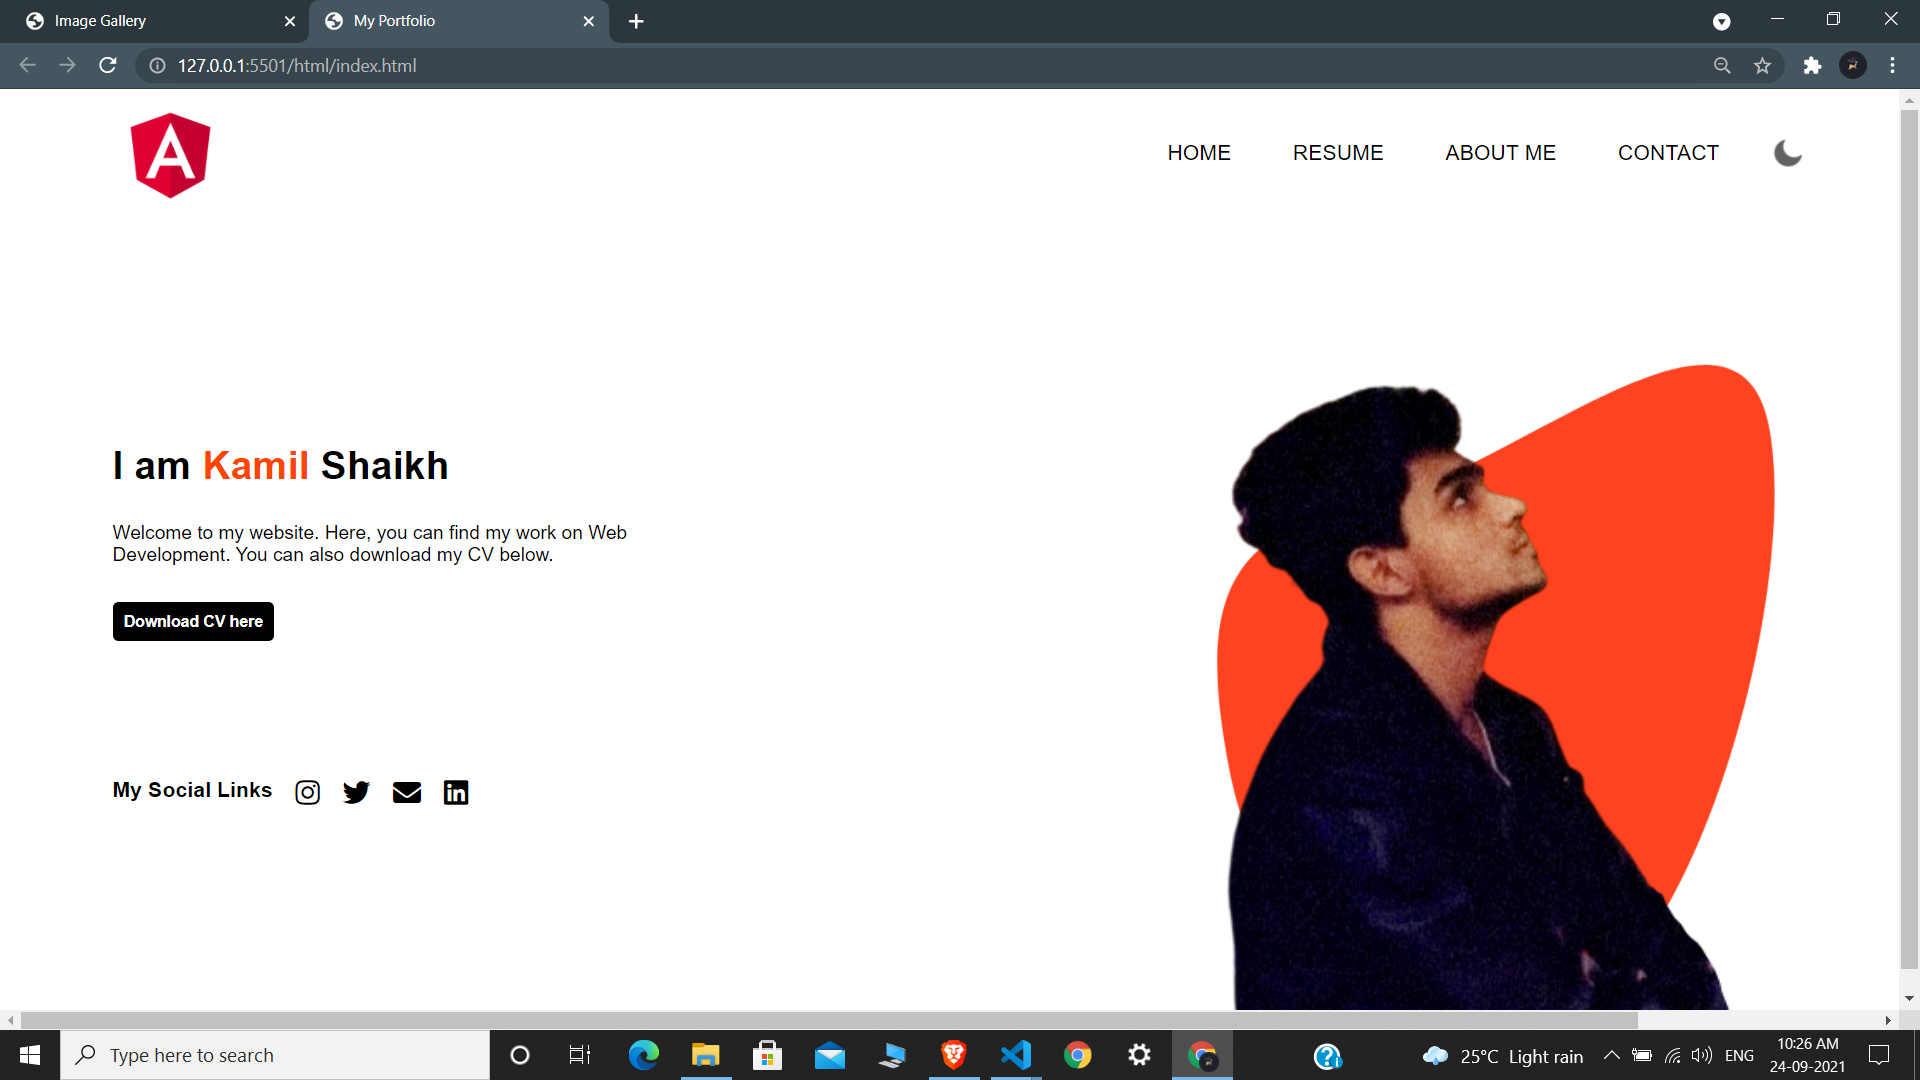 Image Gallery
My Portfolio
127.0.0.1:5501/html/index.html
A
HOME
RESUME
ABOUT ME
CONTACT
I am Kamil Shaikh
Welcome to my website. Here, you can find my work on Web
Development. You can also download my CV below.
Download CV here
My Social Links
in
Type here to search
25°C Light rain
ENG
10:26 AM
24-09-2021